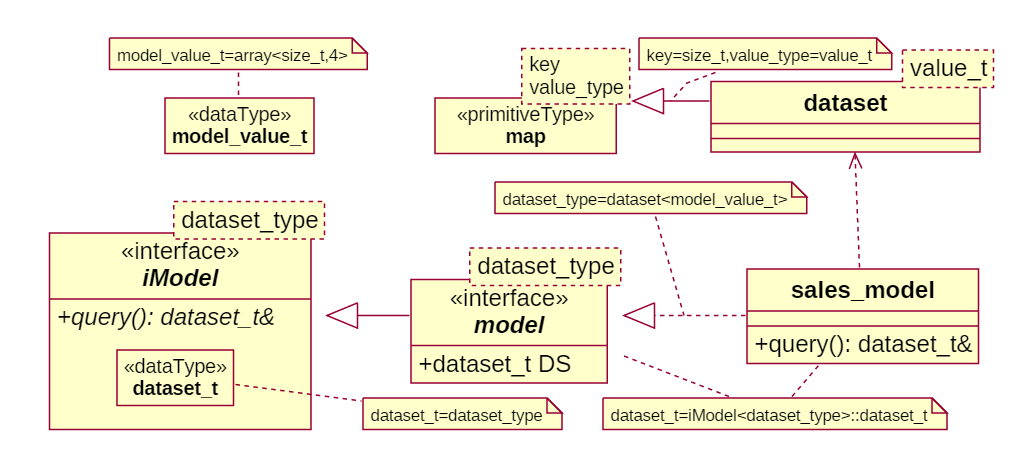 model_value_t=array<size_t,4>
«dataType»
model_value_t
key
value_type
«primitiveType»
map
key=size_t,value_type=value_t
value_t
dataset
dataset_type=dataset<model_value_t>
dataset_type
«interface»
iModel
+query(): dataset_t&
«dataType»
dataset_t
dataset_t=dataset_type
dataset_type
«interface»
model
+dataset_t DS
sales_model
+query(): dataset_t&
dataset_t=iModel<dataset_type>::dataset_t